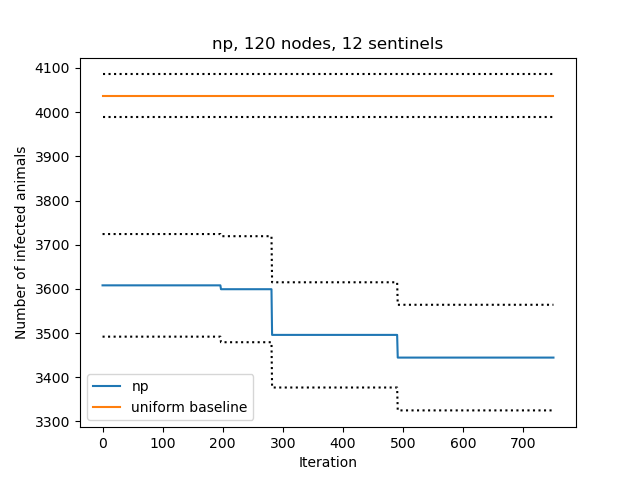 np, 120 nodes, 12 sentinels
4100
4000
3900
3800
3700
3600
3500
3400
3300
Number of infected animals
np
uniform baseline
0 100 200 300 400 500 600 700
Iteration